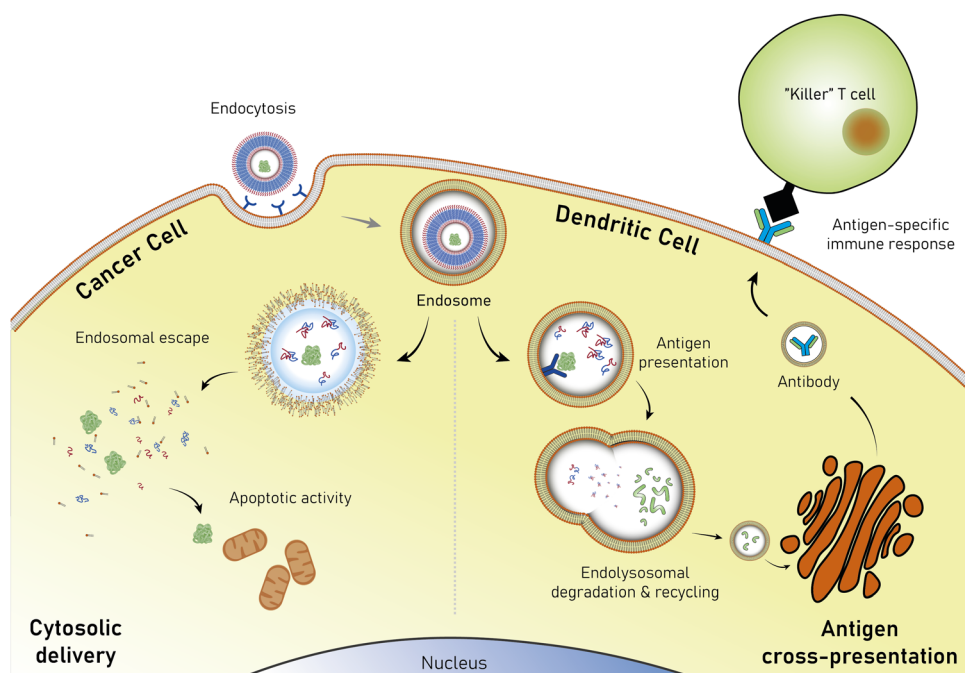 Endocytosis
"Killer" T cell
Cancer Cell
Dendritic Cell
Antigen-specific
immune response
Endosome
Endosomal escape
Antigen
presentation
Antibody
Apoptotic activity
Endolysosomal
degradation & recycling
Cytosolic
delivery
Antigen
cross-presentation
Nucleus